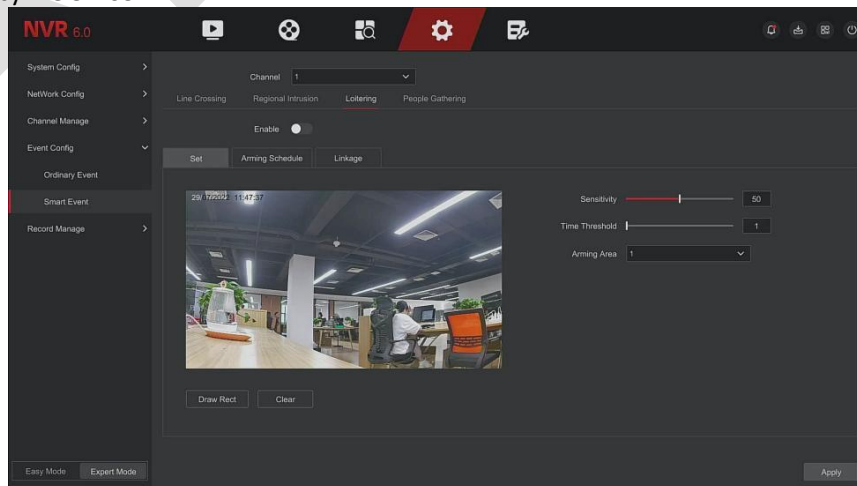 NVR 6.0
System Config
NetWork Config
Channel Manage
Event Config
Ordinary Event
Smart Event
Record Manage
Easy Mode Expert Mode
Channel 1
Line Crossing Regional Intrusion Loitering People Gathering
Enable
Set Arming Schedule Linkage
11:47:37
Sensitivity 50
Time Threshold 1
Arming Area 1
Draw Rect Clear
Apply